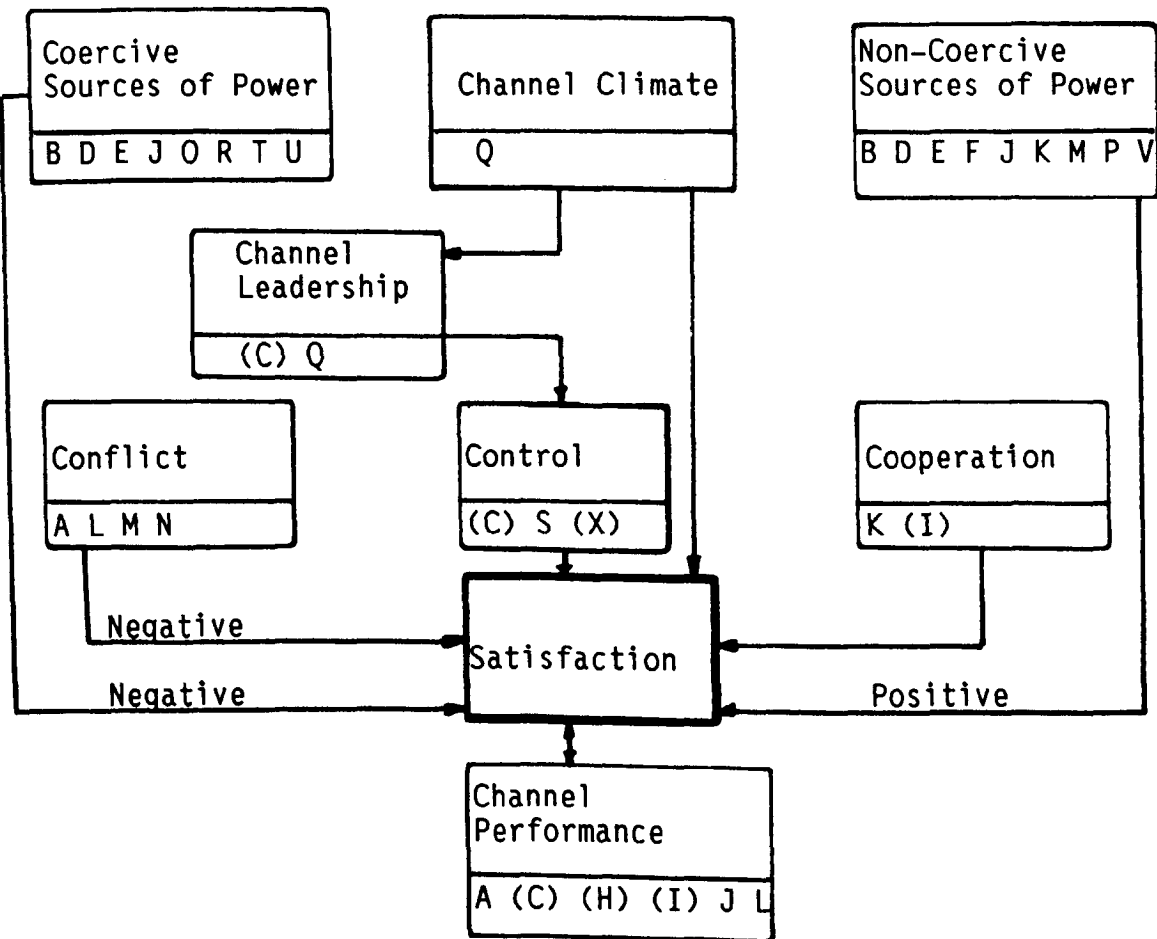 Coercive
Sources of Power
B D E J O R T U
Channel Climate
Q
Non-Coercive
Sources of Power
B D E F J K M P V
Channel
Leadership
(C) Q
Conflict
A L M N
Control
(C) S (X)
Cooperation
K (I)
Negative
Negative
Satisfaction
Positive
Channel
Performance
A (C) (H) (I) J L